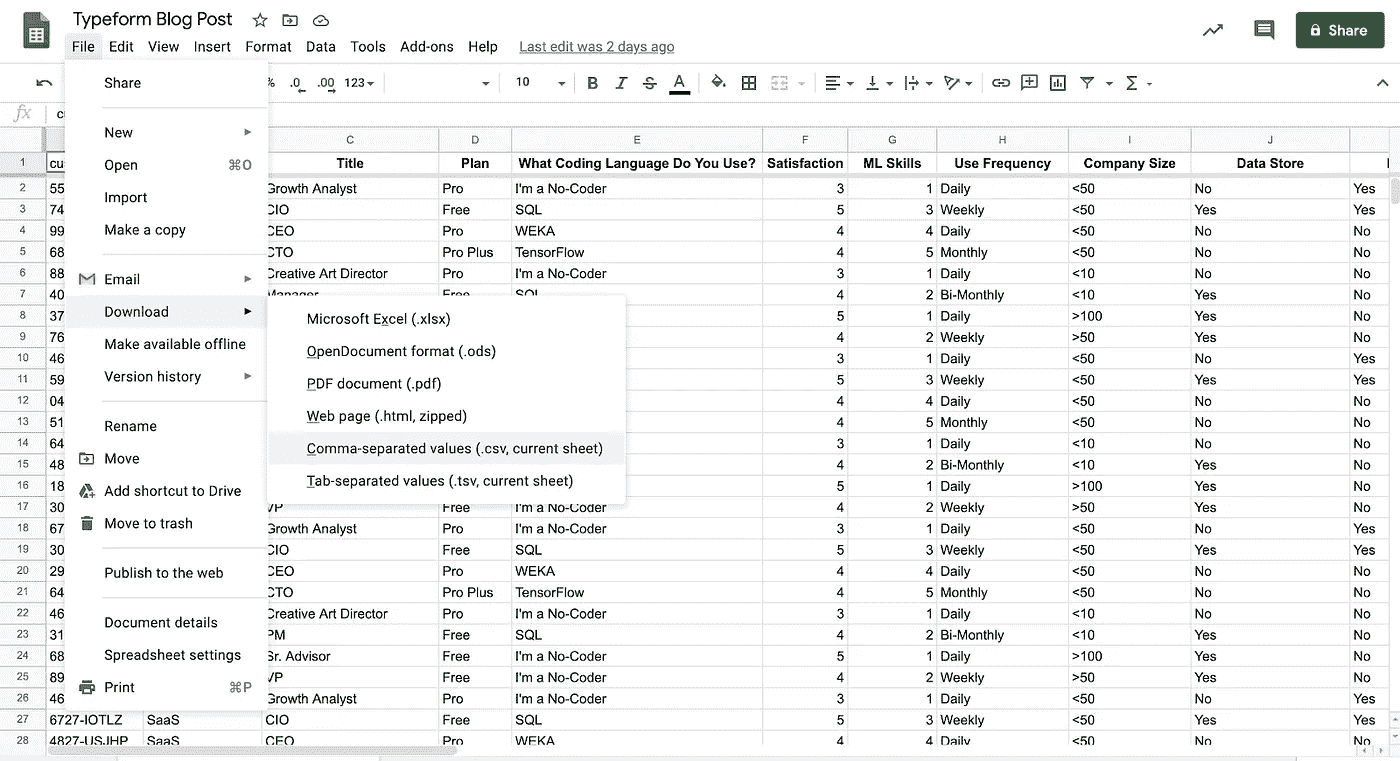 Typeform Blog Post
File Edit View Insert Format Data Tools Add-ons Help Last edit was 2 days ago
Share
% .0 .00 123 10 B I S A
fx
C D E F G H I J
1 Title Plan What Coding Language Do You Use? Satisfaction ML Skills Use Frequency Company Size Data Store
2 55 Growth Analyst Pro I'm a No-Coder 3 1 Daily <50 No Yes
3 74 CIO Free SQL 5 3 Weekly <50 Yes Yes
4 99 CEO Pro WEKA 4 4 Daily <50 No No
5 68 CTO Pro Plus TensorFlow 4 5 Monthly <50 No No
6 88 Creative Art Director Pro I'm a No-Coder 3 1 Daily <10 No No
7 40 Manager Free SQL 4 2 Bi-Monthly <10 Yes No
8 37 5 1 Daily >100 Yes No
9 76 4 2 Weekly >50 Yes No
10 46 3 1 Daily <50 No Yes
11 59 5 3 Weekly <50 Yes Yes
12 04 4 4 Daily <50 No No
13 51 4 5 Monthly <50 No No
14 64 3 1 Daily <10 No No
15 48 4 2 Bi-Monthly <10 Yes No
16 18 5 1 Daily >100 Yes No
17 30 VP Free I'm a No-Coder 4 2 Weekly >50 Yes No
18 67 Growth Analyst Pro I'm a No-Coder 3 1 Daily <50 No Yes
19 30 CIO Free SQL 5 3 Weekly <50 Yes Yes
20 29 CEO Pro WEKA 4 4 Daily <50 No No
21 64 CTO Pro Plus TensorFlow 4 5 Monthly <50 No No
22 46 Creative Art Director Pro I'm a No-Coder 3 1 Daily <10 No No
23 31 PM Free SQL 4 2 Bi-Monthly <10 Yes No
24 68 Sr. Advisor Free I'm a No-Coder 5 1 Daily >100 Yes No
25 89 VP Free I'm a No-Coder 4 2 Weekly >50 Yes No
26 46 Growth Analyst Pro I'm a No-Coder 3 1 Daily <50 No Yes
27 6727-IOTLZ SaaS CIO Free SQL 5 3 Weekly <50 Yes Yes
28 4827-USJHP SaaS CEO Pro WEKA 4 4 Daily <50 No No
Share
New
Open ⌘O
Import
Make a copy
Email
Download
Make available offline
Version history
Rename
Move
Add shortcut to Drive
Move to trash
Publish to the web
Document details
Spreadsheet settings
Print ⌘P
Microsoft Excel (.xlsx)
OpenDocument format (.ods)
PDF document (.pdf)
Web page (.html, zipped)
Comma-separated values (.csv, current sheet)
Tab-separated values (.tsv, current sheet)